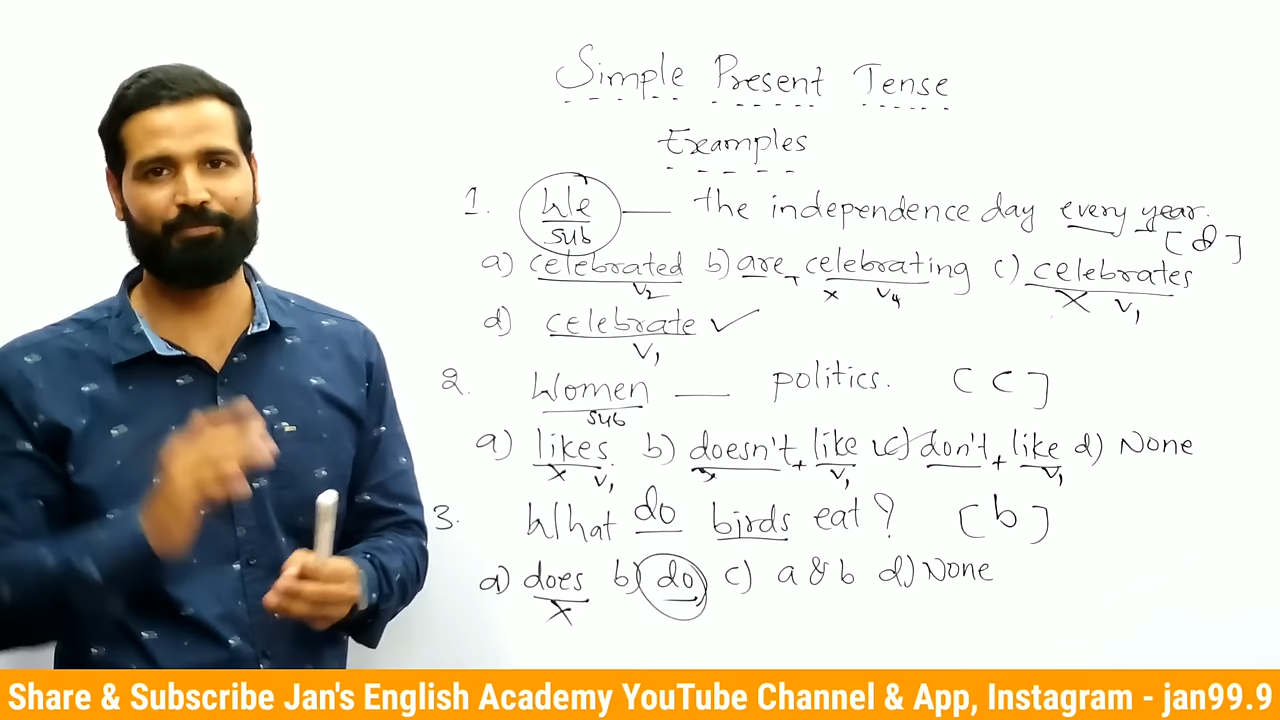 Simple Present Tense
Examples
1. We ___ the independence day every year.
sub [d]
a) celebrated b) are + celebrating c) celebrates
V2 x V4 x V1
d) celebrate ✓
V1
2. Women ___ politics. [c]
sub
a) likes b) doesn't + like c) don't + like d) None
x V1 x V1 V1
3. What do birds eat? [b]
a) does b) do c) a & b d) None
x
Share & Subscribe Jan's English Academy YouTube Channel & App, Instagram - jan99.9